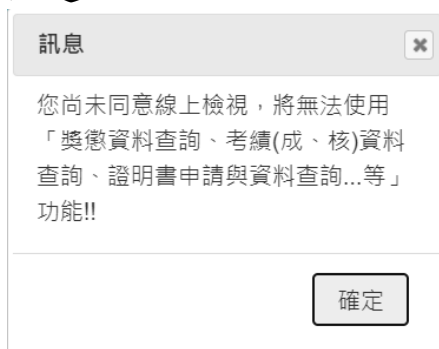 訊息
您尚未同意線上檢視，將無法使用
「獎懲資料查詢、考績(成、核)資料
查詢、證明書申請與資料查詢...等」
功能!!
確定